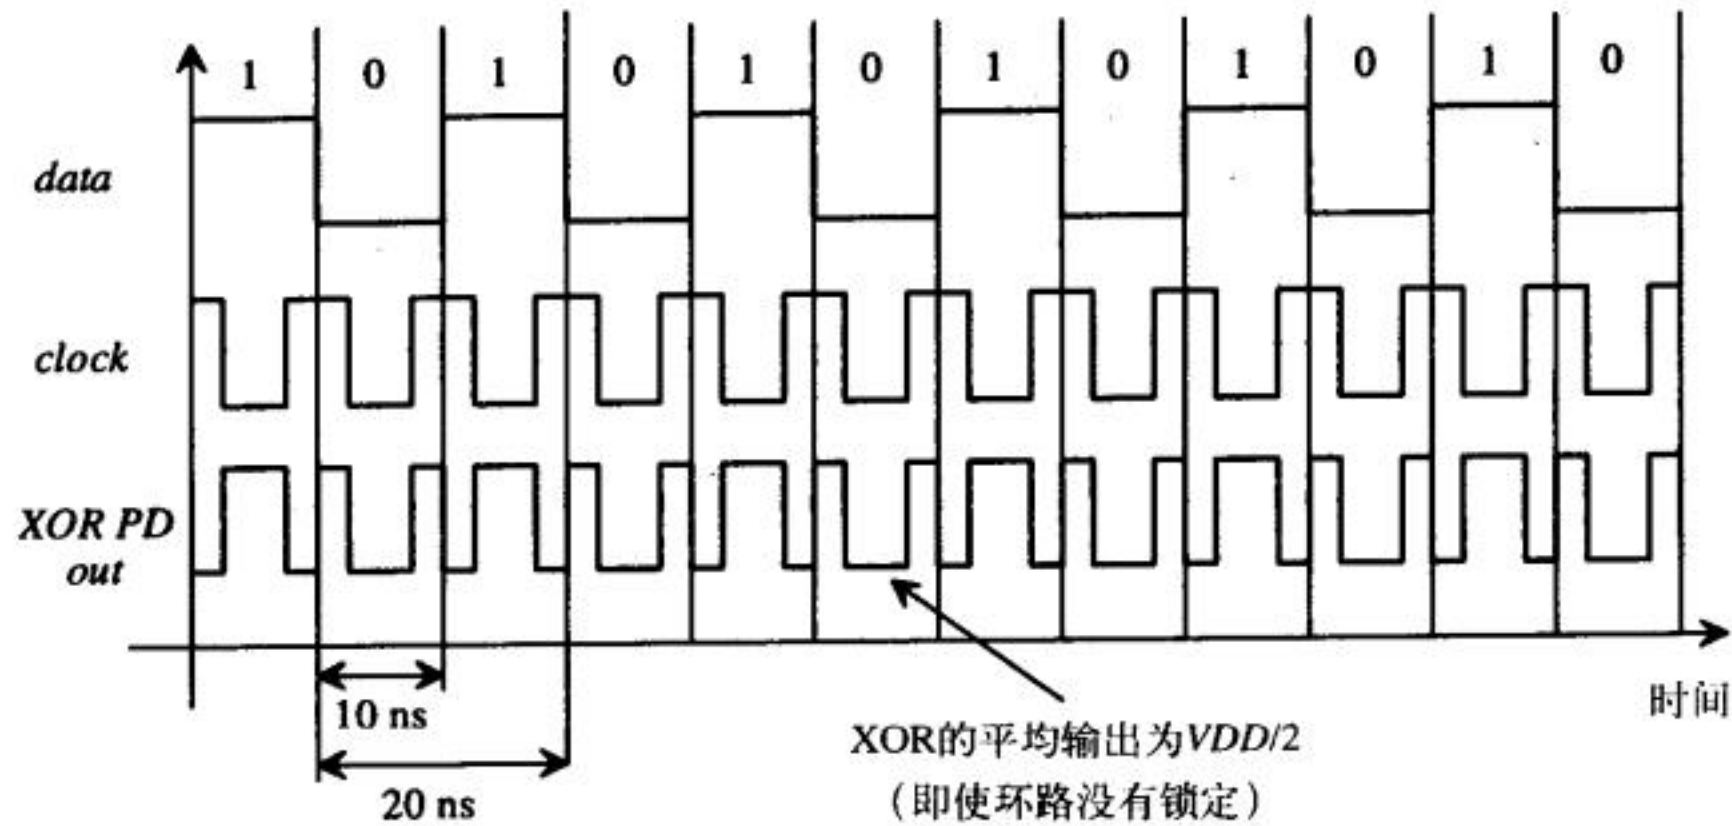 1 0 1 0 1 0 1 0 1 0 1 0
data
clock
XOR PD
out
10 ns
20 ns
时间
XOR的平均输出为VDD/2
（即使环路没有锁定）